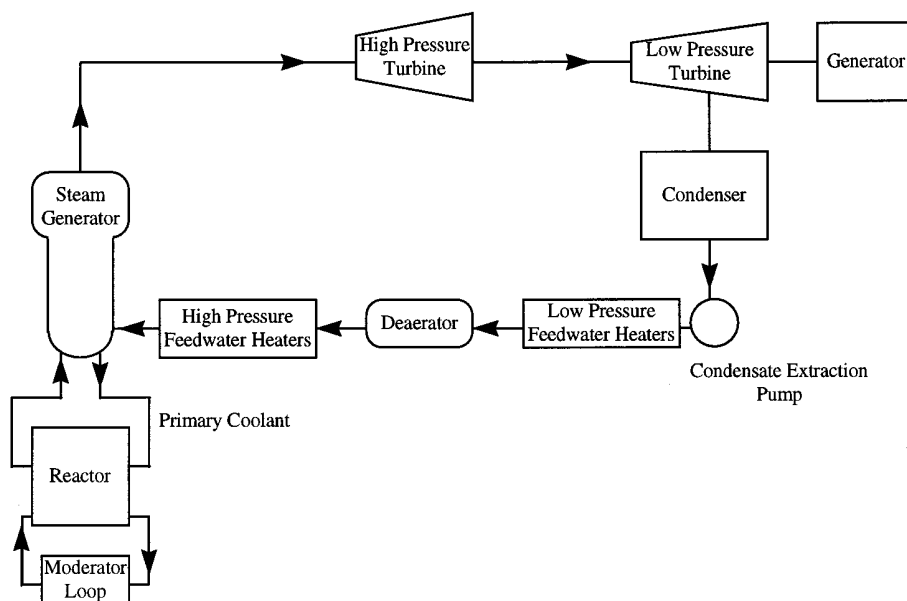 High Pressure
Turbine
Low Pressure
Turbine
Generator
Steam
Generator
Condenser
High Pressure
Feedwater Heaters
Deaerator
Low Pressure
Feedwater Heaters
Condensate Extraction
Pump
Primary Coolant
Reactor
Moderator
Loop